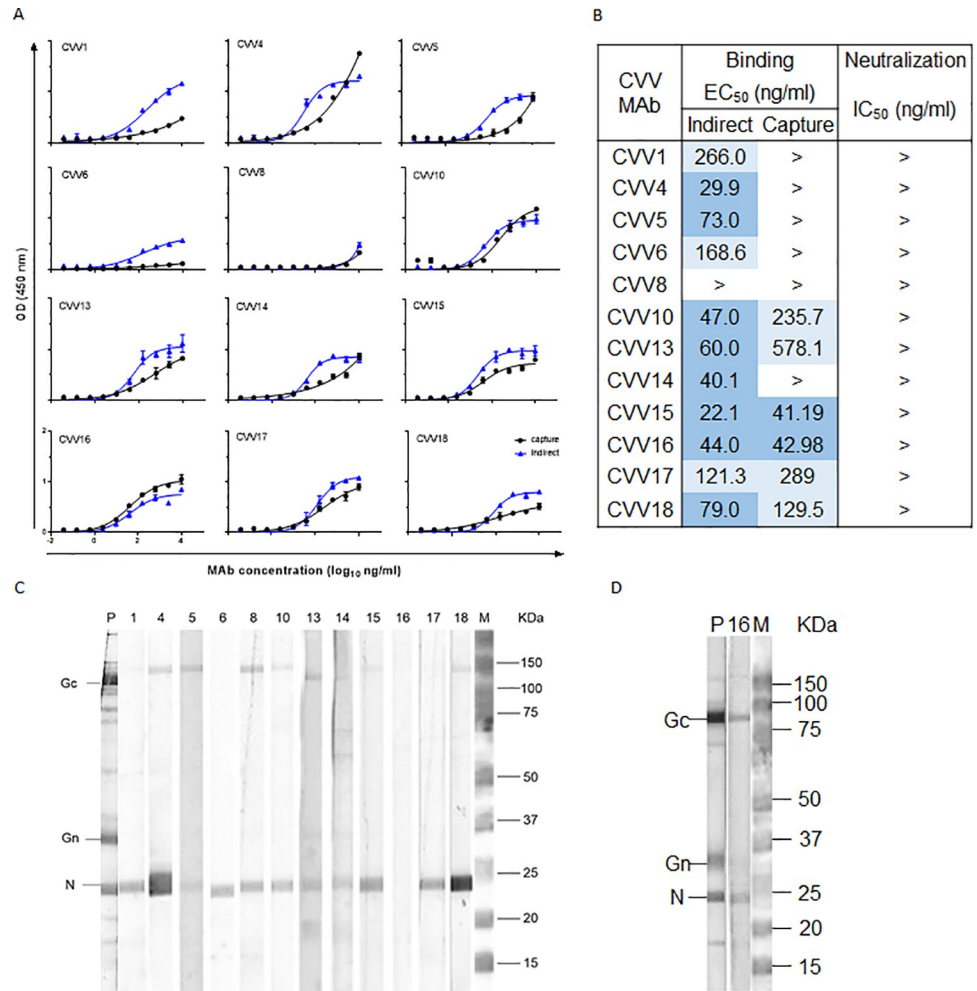 A
CVV1
CVV4
CVV5
CVV6
CVV8
CVV10
CVV13
CVV14
CVV15
CVV16
CVV17
CVV18
capture
Indirect
OD (450 nm)
2
1
0
-2 0 2 4
MAb concentration (log10 ng/ml)
B
CVV MAb Binding EC50 (ng/ml) Neutralization IC50 (ng/ml)
Indirect Capture
CVV1 266.0 > >
CVV4 29.9 > >
CVV5 73.0 > >
CVV6 168.6 > >
CVV8 > > >
CVV10 47.0 235.7 >
CVV13 60.0 578.1 >
CVV14 40.1 > >
CVV15 22.1 41.19 >
CVV16 44.0 42.98 >
CVV17 121.3 289 >
CVV18 79.0 129.5 >
C
P 1 4 5 6 8 10 13 14 15 16 17 18 M KDa
Gc
Gn
N
150
100
75
50
37
25
20
15
D
P 16 M KDa
Gc
Gn
N
150
100
75
50
37
25
20
15